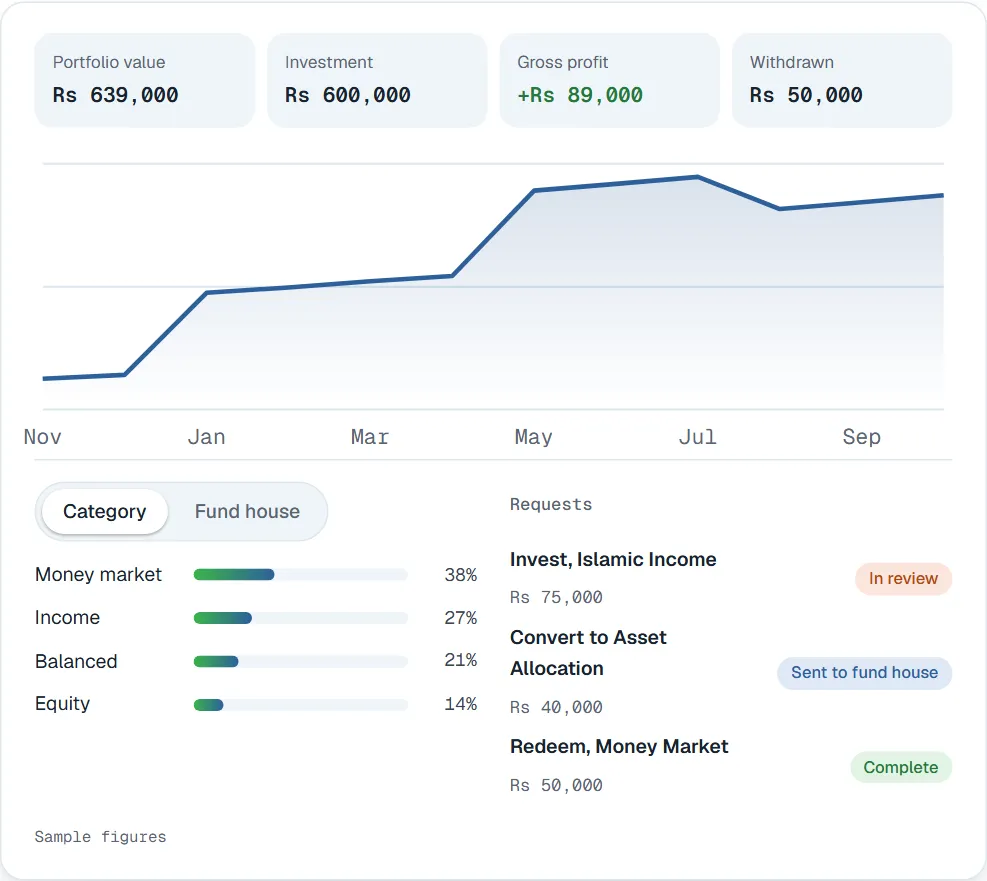 Portfolio value
Rs 639,000
Investment
Rs 600,000
Gross profit
+Rs 89,000
Withdrawn
Rs 50,000
Nov Jan Mar May Jul Sep
Category Fund house
Money market 38%
Income 27%
Balanced 21%
Equity 14%
Requests
Invest, Islamic Income
Rs 75,000
In review
Convert to Asset
Allocation
Rs 40,000
Sent to fund house
Redeem, Money Market
Rs 50,000
Complete
Sample figures